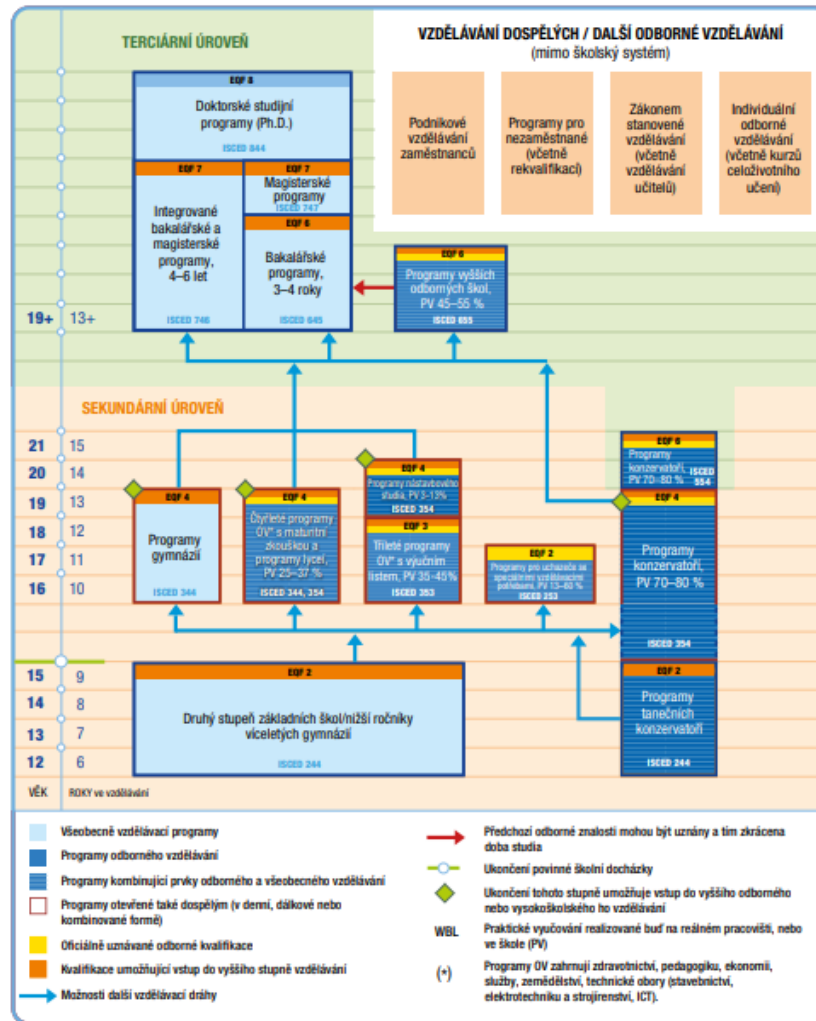 TERCIÁRNÍ ÚROVEŇ
VZDĚLÁVÁNÍ DOSPĚLÝCH / DALŠÍ ODBORNÉ VZDĚLÁVÁNÍ
(mimo školský systém)
Podnikové
vzdělávání
zaměstnanců
Programy pro
nezaměstnané
(včetně
rekvalifikací)
Zákonem
stanovené
vzdělávání
(včetně
vzdělávání
učitelů)
Individuální
odborné
vzdělávání
(včetně kurzů
celoživotního
učení)
EQF 8
Doktorské studijní
programy (Ph.D.)
ISCED 844
EQF 7
Integrované
bakalářské a
magisterské
programy,
4–6 let
ISCED 746
EQF 7
Magisterské
programy
ISCED 747
EQF 6
Bakalářské
programy,
3–4 roky
ISCED 645
EQF 6
Programy vyšších
odborných škol,
PV 45–55 %
ISCED 655
19+ 13+
SEKUNDÁRNÍ ÚROVEŇ
21 15
20 14
19 13
18 12
17 11
16 10
15 9
14 8
13 7
12 6
VĚK ROKY ve vzdělávání
EQF 4
Programy
gymnázií
ISCED 344
EQF 4
Čtyřleté programy
OV* s maturitní
zkouškou a
programy lyceí,
PV 25–37 %
ISCED 344, 354
EQF 4
Programy nástavbového
studia, PV 3-13%
ISCED 354
EQF 3
Tříleté programy
OV* s výučním
listem, PV 35-45%
ISCED 353
EQF 2
Programy pro uchazeče se
speciálními vzdělávacími
potřebami, PV 13–60 %
ISCED 253
EQF 6
Programy
konzervatoří,
PV 70–80 %
ISCED
554
EQF 4
Programy
konzervatoří,
PV 70–80 %
ISCED 354
EQF 2
Programy
tanečních
konzervatoří
ISCED 244
EQF 2
Druhý stupeň základních škol/nižší ročníky
víceletých gymnázií
ISCED 244
Všeobecně vzdělávací programy
Programy odborného vzdělávání
Programy kombinující prvky odborného a všeobecného vzdělávání
Programy otevřené také dospělým (v denní, dálkové nebo
kombinované formě)
Oficiálně uznávané odborné kvalifikace
Kvalifikace umožňující vstup do vyššího stupně vzdělávání
Možnosti další vzdělávací dráhy
Předchozí odborné znalosti mohou být uznány a tím zkrácena
doba studia
Ukončení povinné školní docházky
Ukončení tohoto stupně umožňuje vstup do vyššího odborného
nebo vysokoškolského ho vzdělávání
WBL Praktické vyučování realizované buď na reálném pracovišti, nebo
ve škole (PV)
(*) Programy OV zahrnují zdravotnictví, pedagogiku, ekonomii,
služby, zemědělství, technické obory (stavebnictví,
elektrotechniku a strojírenství, ICT).